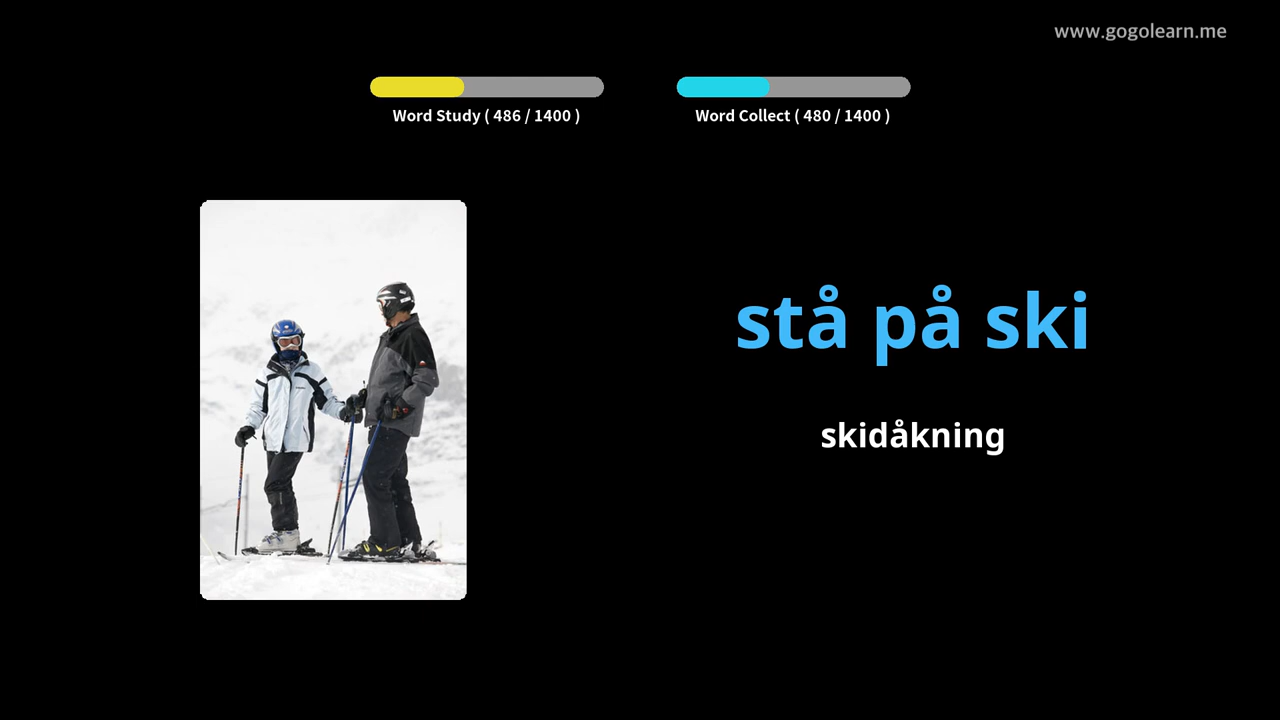 www.gogolearn.me
Word Study ( 486 / 1400 )
Word Collect ( 480 / 1400 )
stå på ski
skidåkning